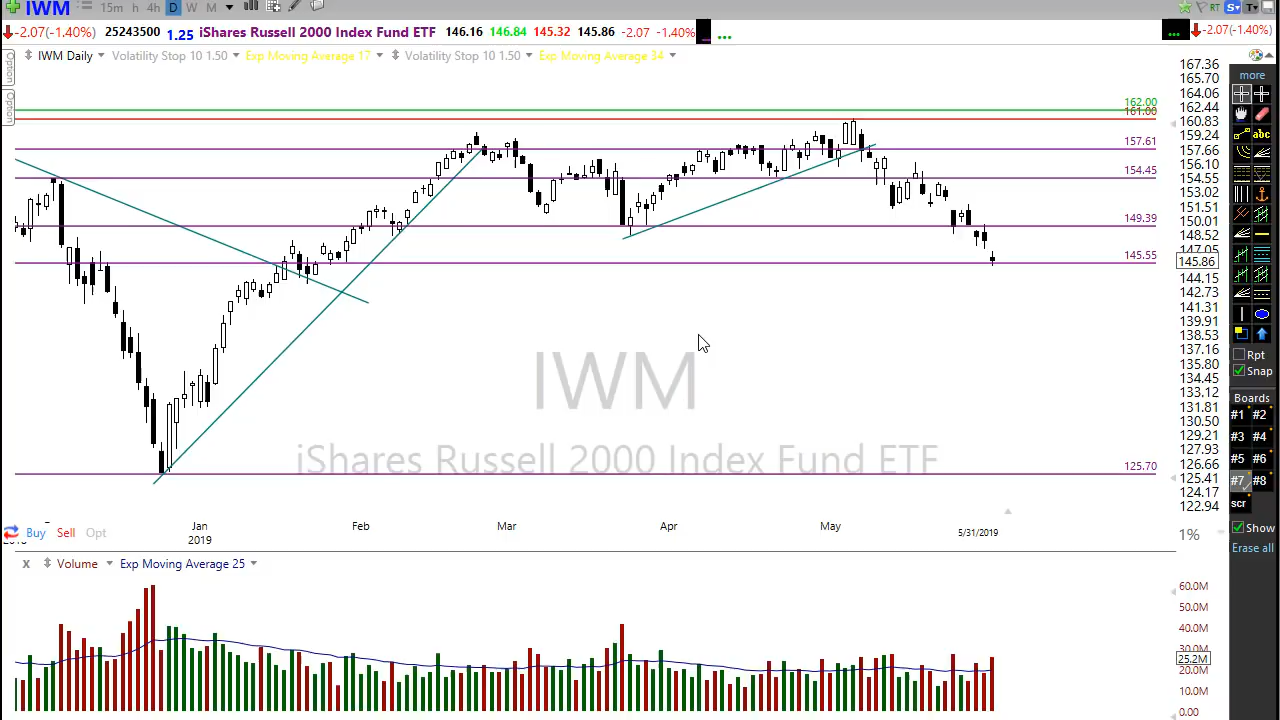 IWM 15m h 4h D W M RT S T
-2.07(-1.40%) 25243500 1.25 iShares Russell 2000 Index Fund ETF 146.16 146.84 145.32 145.86 -2.07 -1.40% ... ... -2.07(-1.40%)
IWM Daily Volatility Stop 10 1.50 Exp Moving Average 17 Volatility Stop 10 1.50 Exp Moving Average 34
Option
Option
162.00
161.00
157.61
154.45
149.39
145.55
125.70
167.36
165.70
164.06
162.44
160.83
159.24
157.66
156.10
154.55
153.02
151.51
150.01
148.52
147.05
145.86
144.15
142.73
141.31
139.91
138.53
137.16
135.80
134.45
133.12
131.81
130.50
129.21
127.93
126.66
125.41
124.17
122.94
1%
IWM
iShares Russell 2000 Index Fund ETF
Jan Feb Mar Apr May
2019 5/31/2019
Buy Sell Opt
x Volume Exp Moving Average 25
60.0M
50.0M
40.0M
30.0M
25.2M
20.0M
10.0M
0.00
more
abc
Rpt
Snap
Boards
#1 #2
#3 #4
#5 #6
#7 #8
scr
Show
Erase all